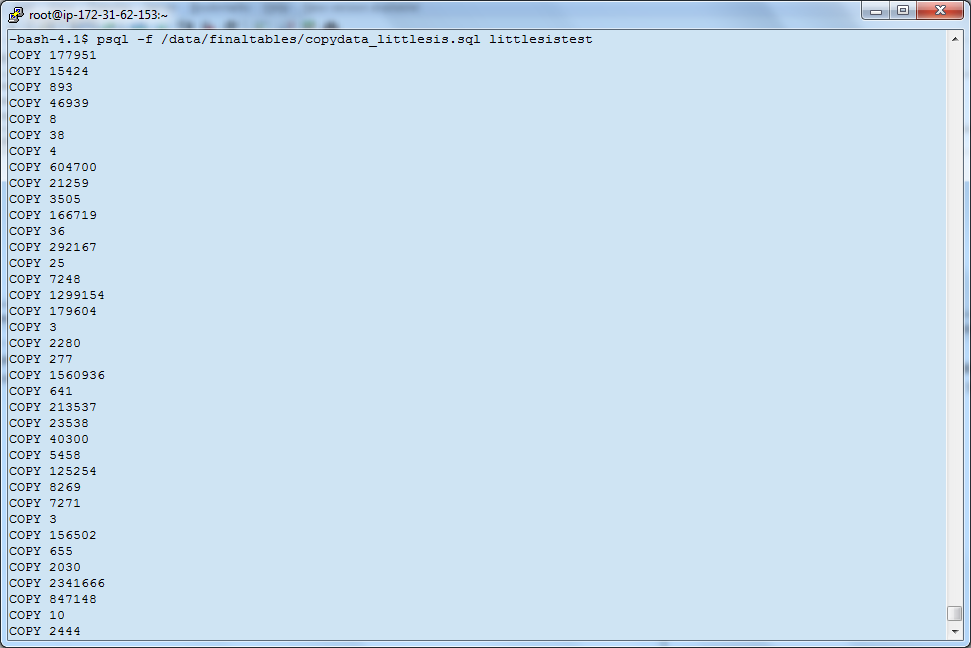 root@ip-172-31-62-153:~
-bash-4.1$ psql -f /data/finaltables/copydata_littlesis.sql littlesistest
COPY 177951
COPY 15424
COPY 893
COPY 46939
COPY 8
COPY 38
COPY 4
COPY 604700
COPY 21259
COPY 3505
COPY 166719
COPY 36
COPY 292167
COPY 25
COPY 7248
COPY 1299154
COPY 179604
COPY 3
COPY 2280
COPY 277
COPY 1560936
COPY 641
COPY 213537
COPY 23538
COPY 40300
COPY 5458
COPY 125254
COPY 8269
COPY 7271
COPY 3
COPY 156502
COPY 655
COPY 2030
COPY 2341666
COPY 847148
COPY 10
COPY 2444